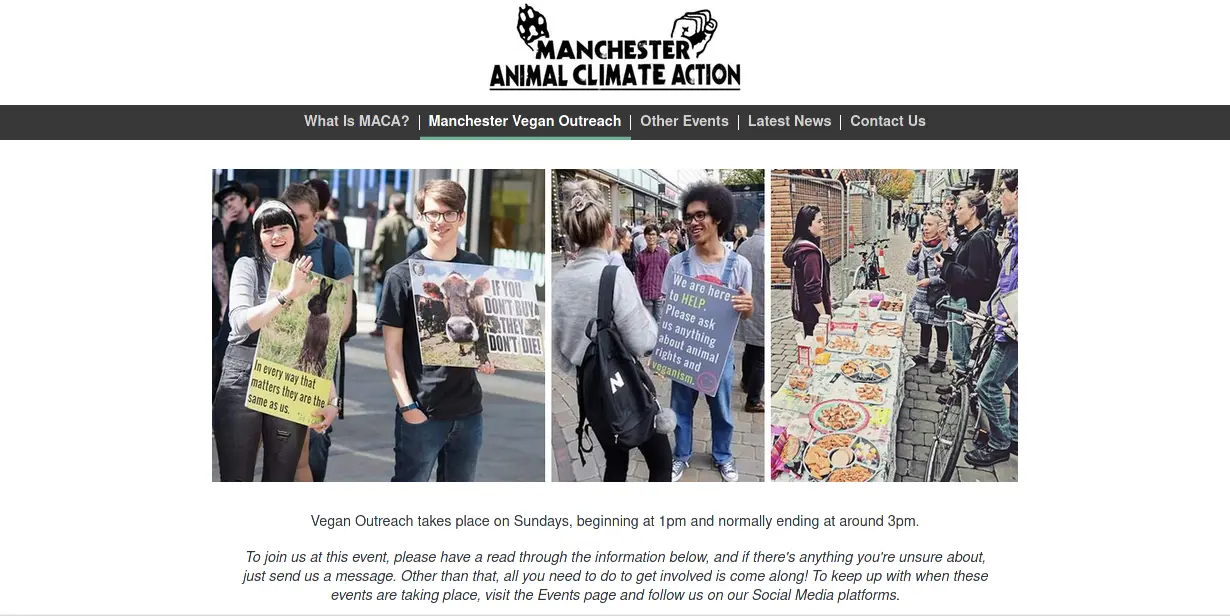 MANCHESTER
ANIMAL CLIMATE ACTION
What Is MACA? | Manchester Vegan Outreach | Other Events | Latest News | Contact Us
In every way that
matters they are the
same as us.
IF YOU
DON'T BUY,
THEY
DON'T DIE!
We are here
to HELP.
Please ask
us anything
about animal
rights and
veganism.
N
Vegan Outreach takes place on Sundays, beginning at 1pm and normally ending at around 3pm.
To join us at this event, please have a read through the information below, and if there's anything you're unsure about,
just send us a message. Other than that, all you need to do to get involved is come along! To keep up with when these
events are taking place, visit the Events page and follow us on our Social Media platforms.